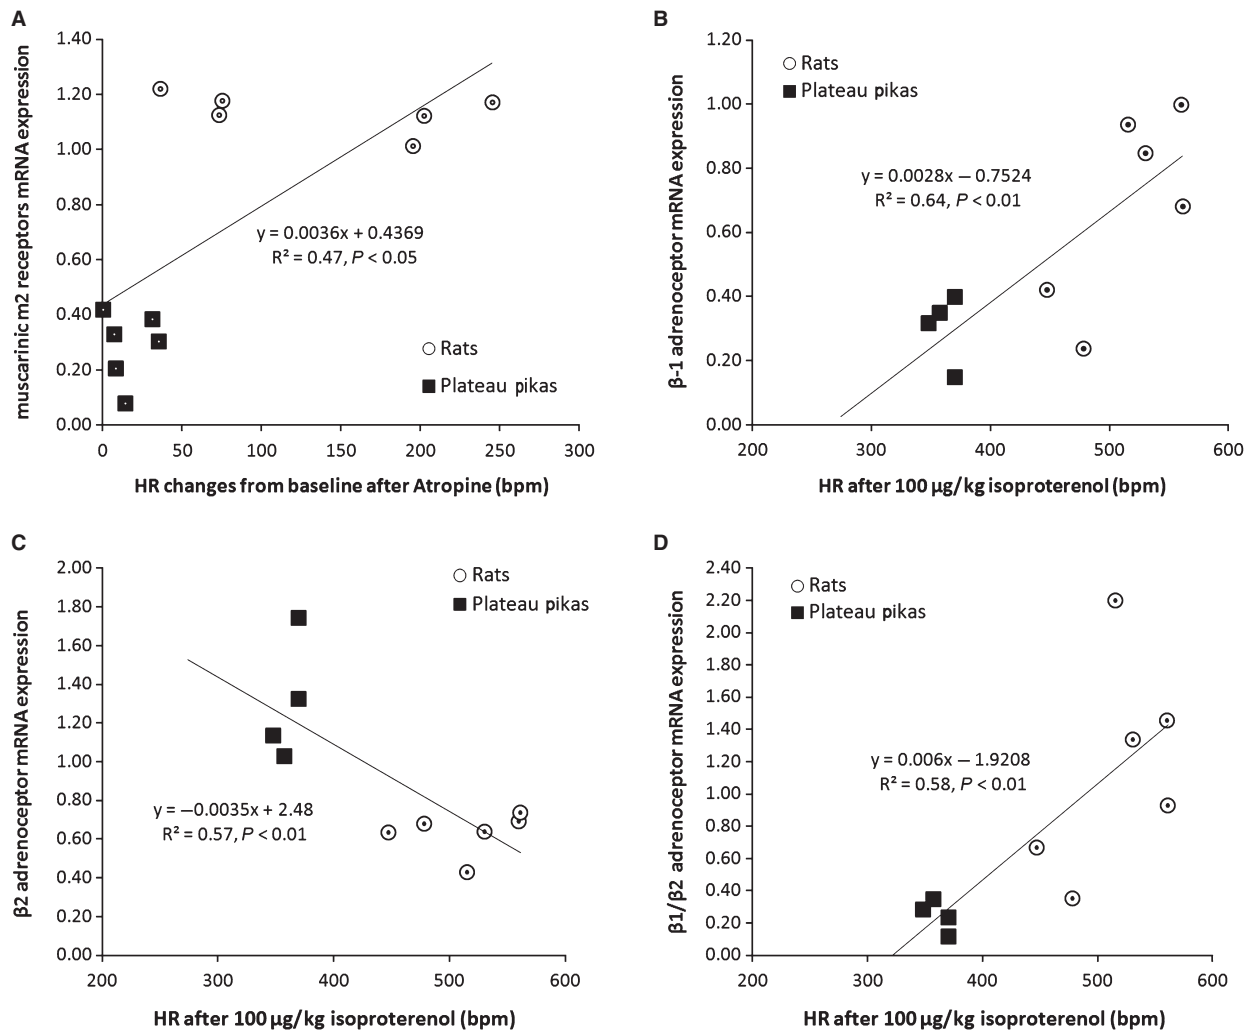 A
muscarinic m2 receptors mRNA expression
1.40
1.20
1.00
0.80
0.60
0.40
0.20
0.00
y = 0.0036x + 0.4369
R² = 0.47, P < 0.05
Rats
Plateau pikas
0 50 100 150 200 250 300
HR changes from baseline after Atropine (bpm)
B
β-1 adrenoceptor mRNA expression
1.20
1.00
0.80
0.60
0.40
0.20
0.00
Rats
Plateau pikas
y = 0.0028x – 0.7524
R² = 0.64, P < 0.01
200 300 400 500 600
HR after 100 µg/kg isoproterenol (bpm)
C
β2 adrenoceptor mRNA expression
2.00
1.80
1.60
1.40
1.20
1.00
0.80
0.60
0.40
0.20
0.00
Rats
Plateau pikas
y = –0.0035x + 2.48
R² = 0.57, P < 0.01
200 300 400 500 600
HR after 100 µg/kg isoproterenol (bpm)
D
β1/β2 adrenoceptor mRNA expression
2.40
2.20
2.00
1.80
1.60
1.40
1.20
1.00
0.80
0.60
0.40
0.20
0.00
Rats
Plateau pikas
y = 0.006x – 1.9208
R² = 0.58, P < 0.01
200 300 400 500 600
HR after 100 µg/kg isoproterenol (bpm)